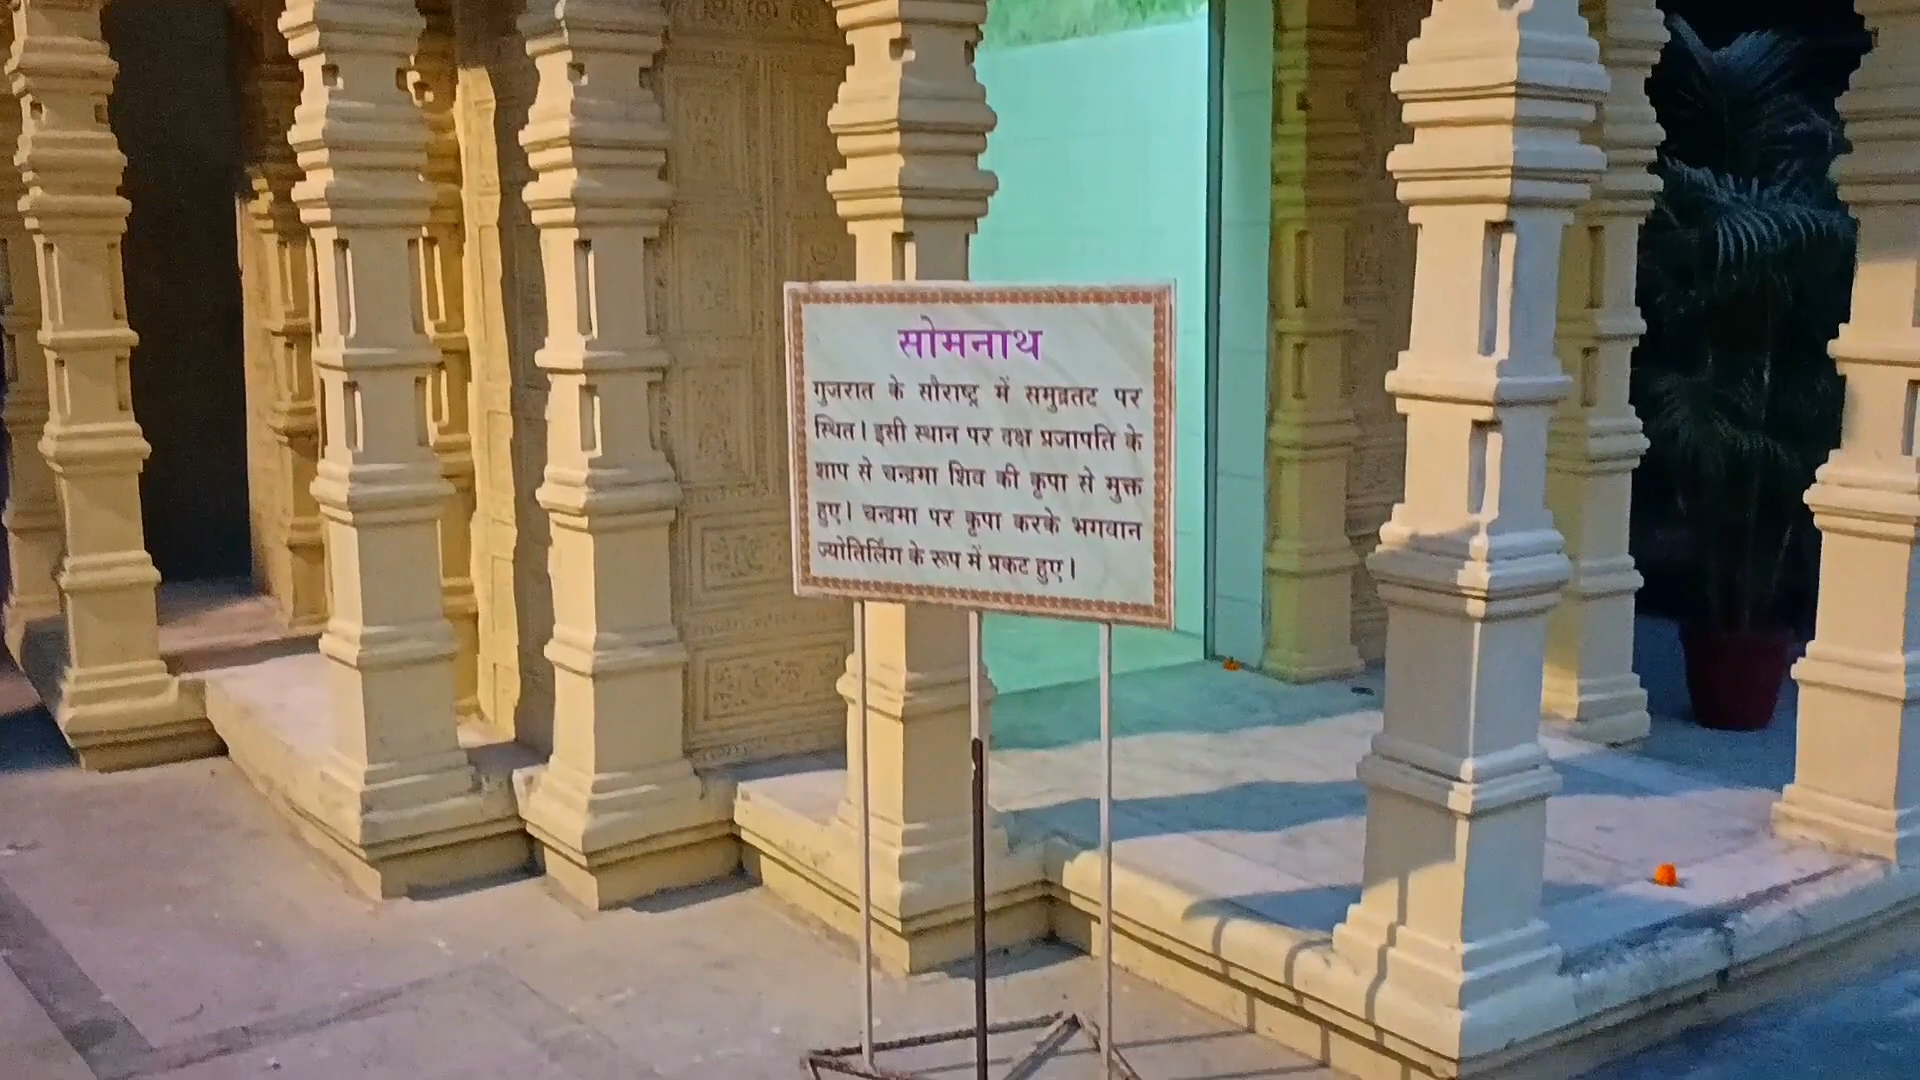 सोमनाथ
गुजरात के सौराष्ट्र में समुद्रतट पर
स्थित। इसी स्थान पर दक्ष प्रजापति के
शाप से चन्द्रमा शिव की कृपा से मुक्त
हुए। चन्द्रमा पर कृपा करके भगवान
ज्योतिर्लिंग के रूप में प्रकट हुए।